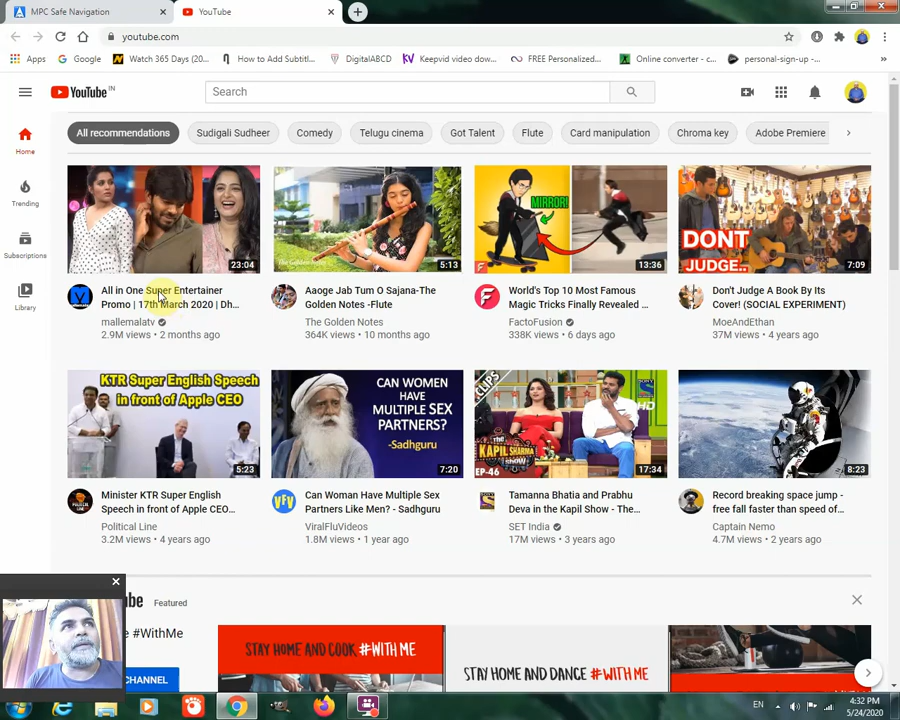 MPC Safe Navigation
YouTube
youtube.com
Apps
Google
Watch 365 Days (20...
How to Add Subtitl...
DigitalABCD
Keepvid video dow...
FREE Personalized...
Online converter - c...
personal-sign-up - ...
YouTube IN
Search
All recommendations
Sudigali Sudheer
Comedy
Telugu cinema
Got Talent
Flute
Card manipulation
Chroma key
Adobe Premiere
Home
Trending
Subscriptions
Library
23:04
The Golden Notes
5:13
MIRROR!
13:36
DONT
JUDGE..
7:09
All in One Super Entertainer
Promo | 17th March 2020 | Dh...
mallemalatv
2.9M views • 2 months ago
Aaoge Jab Tum O Sajana-The
Golden Notes -Flute
The Golden Notes
364K views • 10 months ago
World's Top 10 Most Famous
Magic Tricks Finally Revealed ...
FactoFusion
338K views • 6 days ago
Don't Judge A Book By Its
Cover! (SOCIAL EXPERIMENT)
MoeAndEthan
37M views • 4 years ago
KTR Super English Speech
in front of Apple CEO
5:23
CAN WOMEN
HAVE
MULTIPLE SEX
PARTNERS?
-Sadhguru
7:20
CLIPS
SONY
SET
HD
THE
KAPIL SHARMA
SHOW
EP-46
17:34
8:23
Minister KTR Super English
Speech in front of Apple CEO...
Political Line
3.2M views • 4 years ago
Can Woman Have Multiple Sex
Partners Like Men? - Sadhguru
ViralFluVideos
1.8M views • 1 year ago
Tamanna Bhatia and Prabhu
Deva in the Kapil Show - The...
SET India
17M views • 3 years ago
Record breaking space jump -
free fall faster than speed of...
Captain Nemo
4.7M views • 2 years ago
ube Featured
e #WithMe
CHANNEL
STAY HOME AND COOK #WITH ME
STAY HOME AND DANCE #WITH ME
EN
4:32 PM
5/24/2020